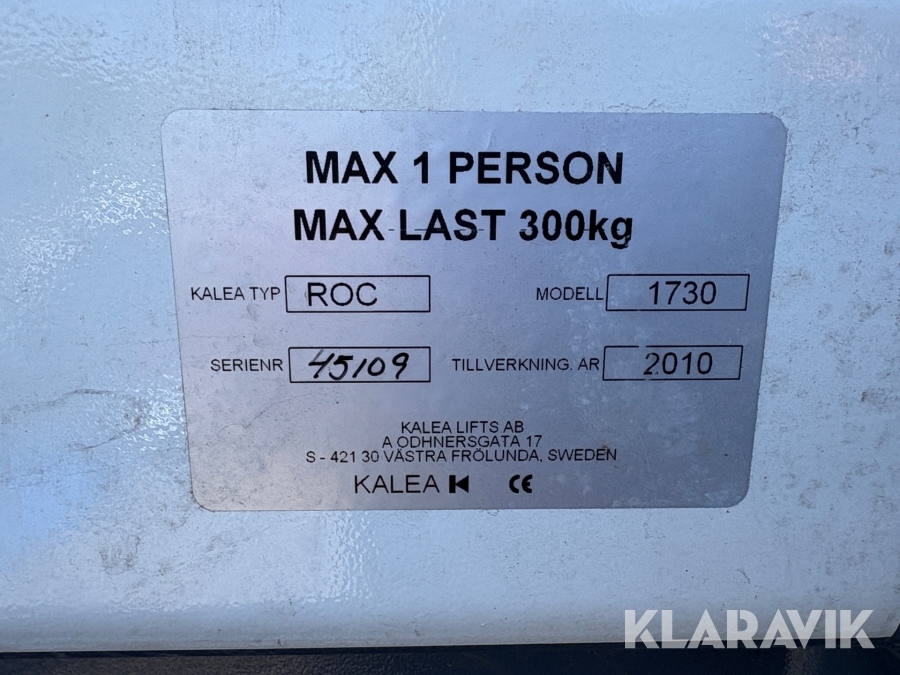 MAX 1 PERSON
MAX LAST 300kg
KALEA TYP ROC MODELL 1730
SERIENR 45109 TILLVERKNING. AR 2010
KALEA LIFTS AB
A ODHNERSGATA 17
S - 421 30 VÄSTRA FRÖLUNDA, SWEDEN
KALEA CE
KLARAVIK